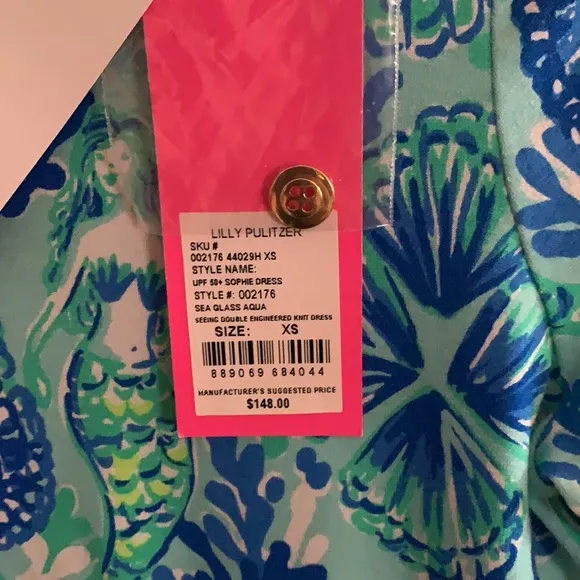 LILLY PULITZER
SKU #
002176 44029H XS
STYLE NAME:
UPF 50+ SOPHIE DRESS
STYLE #: 002176
SEA GLASS AQUA
SEEING DOUBLE ENGINEERED KNIT DRESS
SIZE: XS
889069 684044
MANUFACTURER'S SUGGESTED PRICE
$148.00